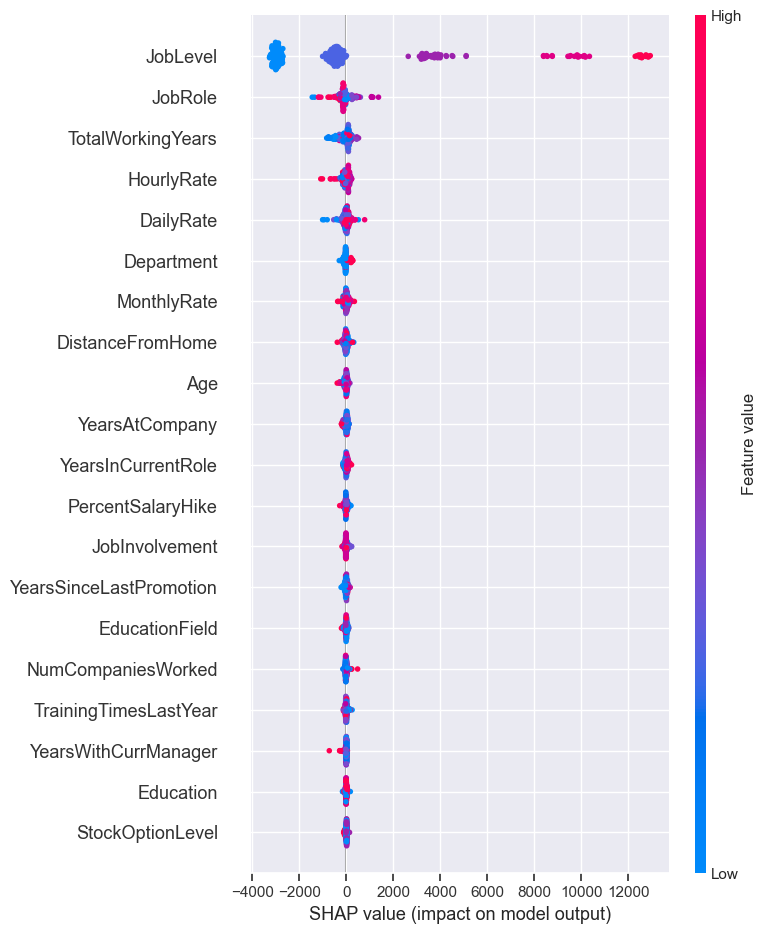 High
JobLevel
JobRole
TotalWorkingYears
HourlyRate
DailyRate
Department
MonthlyRate
DistanceFromHome
Age
YearsAtCompany
YearsInCurrentRole
PercentSalaryHike
JobInvolvement
YearsSinceLastPromotion
EducationField
NumCompaniesWorked
TrainingTimesLastYear
YearsWithCurrManager
Education
StockOptionLevel
Feature value
Low
−4000 −2000 0 2000 4000 6000 8000 10000 12000
SHAP value (impact on model output)